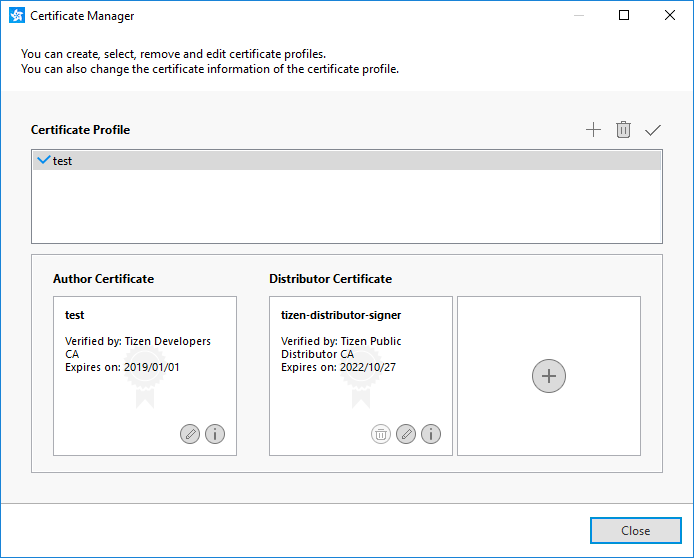 Certificate Manager
You can create, select, remove and edit certificate profiles.
You can also change the certificate information of the certificate profile.
Certificate Profile
test
Author Certificate
Distributor Certificate
test
Verified by: Tizen Developers
CA
Expires on: 2019/01/01
tizen-distributor-signer
Verified by: Tizen Public
Distributor CA
Expires on: 2022/10/27
Close